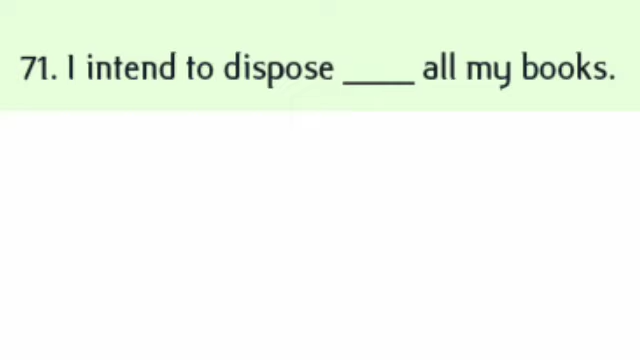 71. I intend to dispose ____ all my books.